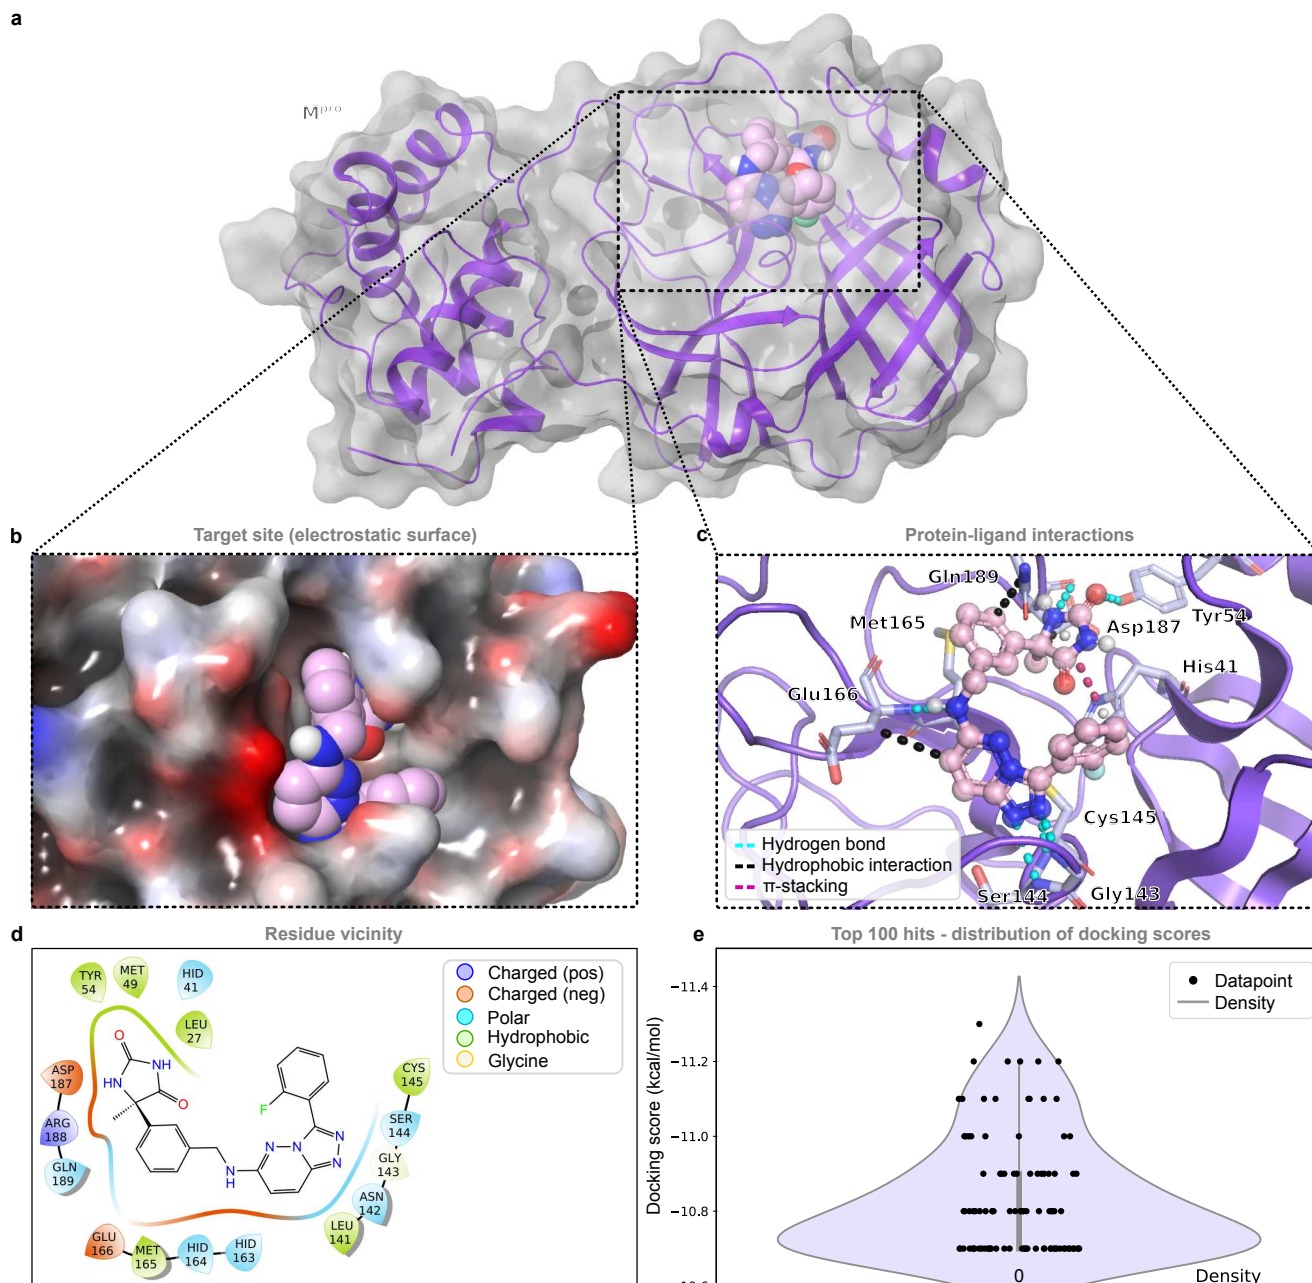 a
Mpro
b
Target site (electrostatic surface)
c
Protein-ligand interactions
Gln189
Met165
Asp187
Tyr54
Glu166
His41
Cys145
Hydrogen bond
Hydrophobic interaction
π-stacking
Ser144
Gly143
d
Residue vicinity
TYR
54
MET
49
HID
41
LEU
27
Charged (pos)
Charged (neg)
Polar
Hydrophobic
Glycine
ASP
187
ARG
188
GLN
189
O
NH
HN
O
F
N
N
N
N
N
H
CYS
145
SER
144
GLY
143
ASN
142
LEU
141
GLU
166
MET
165
HID
164
HID
163
e
Top 100 hits - distribution of docking scores
Datapoint
Density
Docking score (kcal/mol)
−11.4
−11.2
−11.0
−10.8
−10.6
0
Density